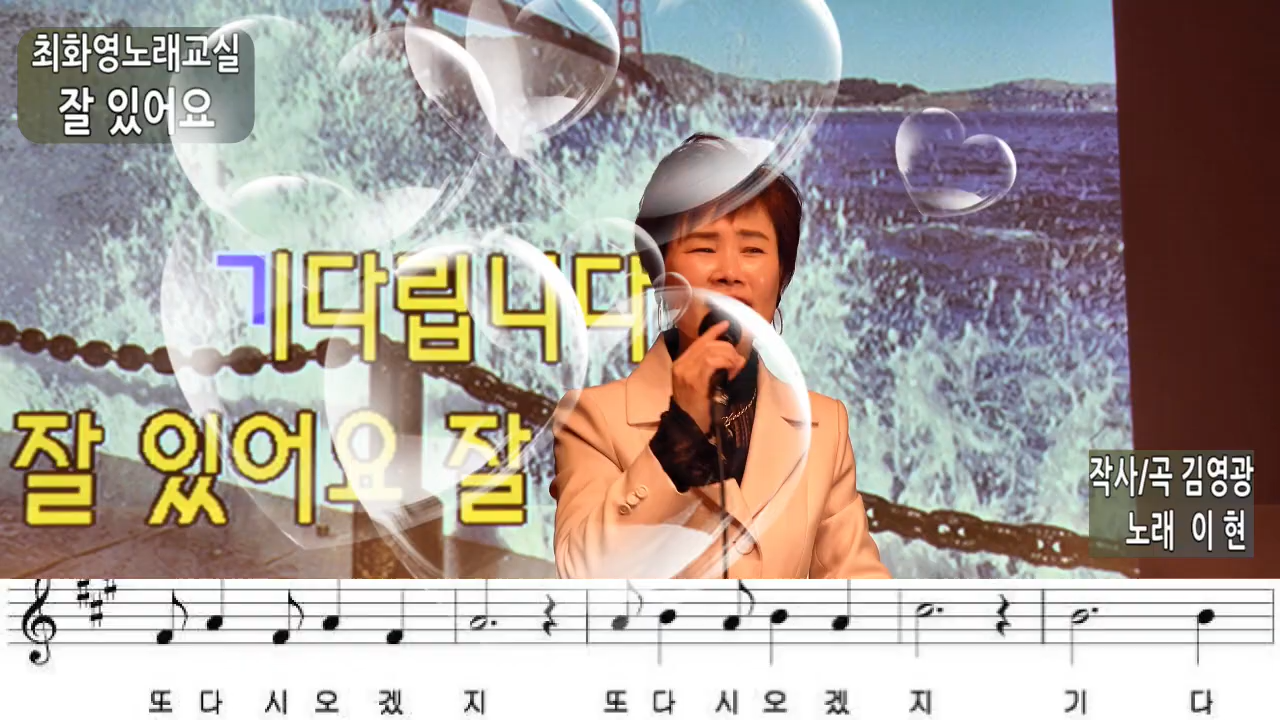 최화영노래교실
잘 있어요
기다립니다
잘 있어요 잘
작사/곡 김영광
노래 이 현
또 다 시 오 겠 지 또 다 시 오 겠 지 기 다